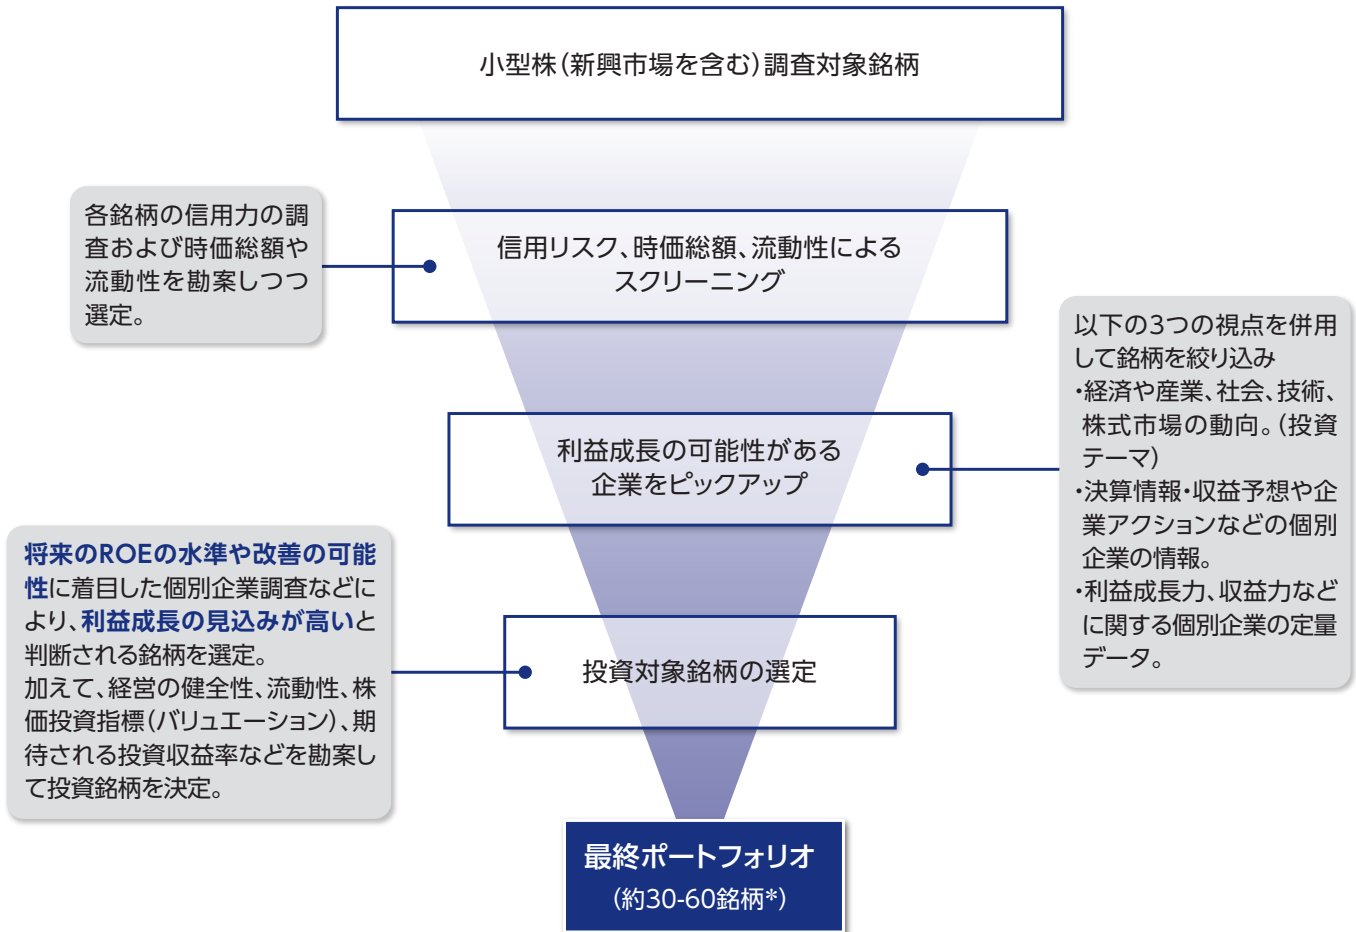 小型株(新興市場を含む)調査対象銘柄
各銘柄の信用力の調
査および時価総額や
流動性を勘案しつつ
選定。
信用リスク、時価総額、流動性による
スクリーニング
以下の3つの視点を併用
して銘柄を絞り込み
・経済や産業、社会、技術、
株式市場の動向。(投資
テーマ)
・決算情報・収益予想や企
業アクションなどの個別
企業の情報。
・利益成長力、収益力など
に関する個別企業の定量
データ。
利益成長の可能性がある
企業をピックアップ
将来のROEの水準や改善の可能
性に着目した個別企業調査などに
より、利益成長の見込みが高いと
判断される銘柄を選定。
加えて、経営の健全性、流動性、株
価投資指標(バリュエーション)、期
待される投資収益率などを勘案し
て投資銘柄を決定。
投資対象銘柄の選定
最終ポートフォリオ
(約30-60銘柄*)